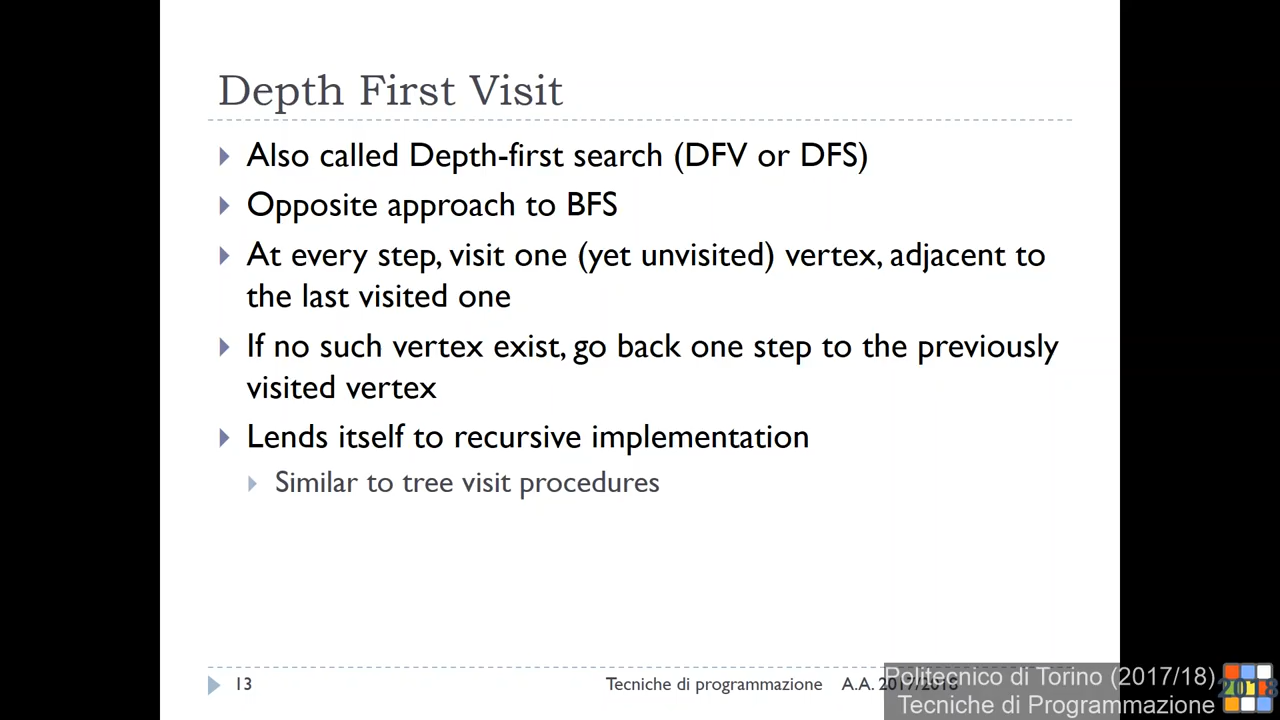 Depth First Visit
Also called Depth-first search (DFV or DFS)
Opposite approach to BFS
At every step, visit one (yet unvisited) vertex, adjacent to
the last visited one
If no such vertex exist, go back one step to the previously
visited vertex
Lends itself to recursive implementation
Similar to tree visit procedures
13
Tecniche di programmazione A.A. 2017/2018
Politecnico di Torino (2017/18)
Tecniche di Programmazione
2018